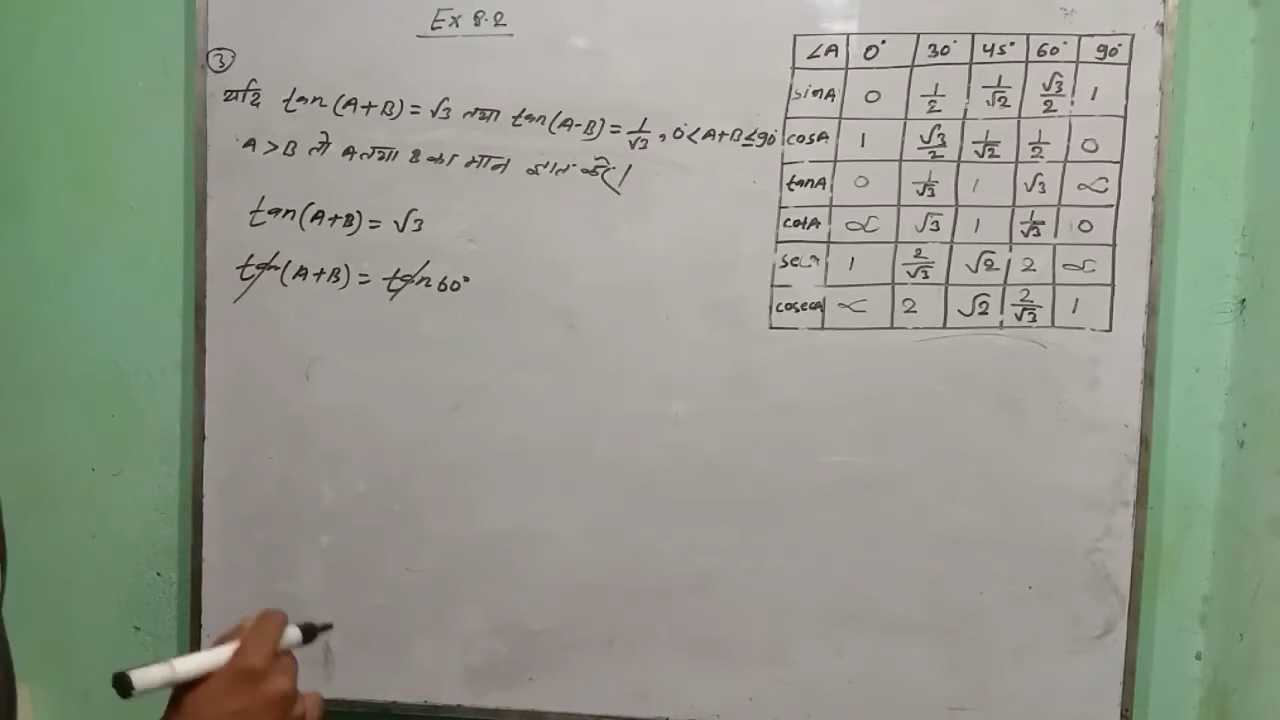 Ex 8.2
③
यदि tan(A+B) = √3 तथा tan(A-B) = 1/√3, 0°<A+B≤90°
A>B तो A तथा B का मान ज्ञात करें।
tan(A+B) = √3
tan(A+B) = tan60°
∠A 0° 30° 45° 60° 90°
sinA 0 1/2 1/√2 √3/2 1
cosA 1 √3/2 1/√2 1/2 0
tanA 0 1/√3 1 √3 ∝
cotA ∝ √3 1 1/√3 0
secA 1 2/√3 √2 2 ∝
cosecA ∝ 2 √2 2/√3 1